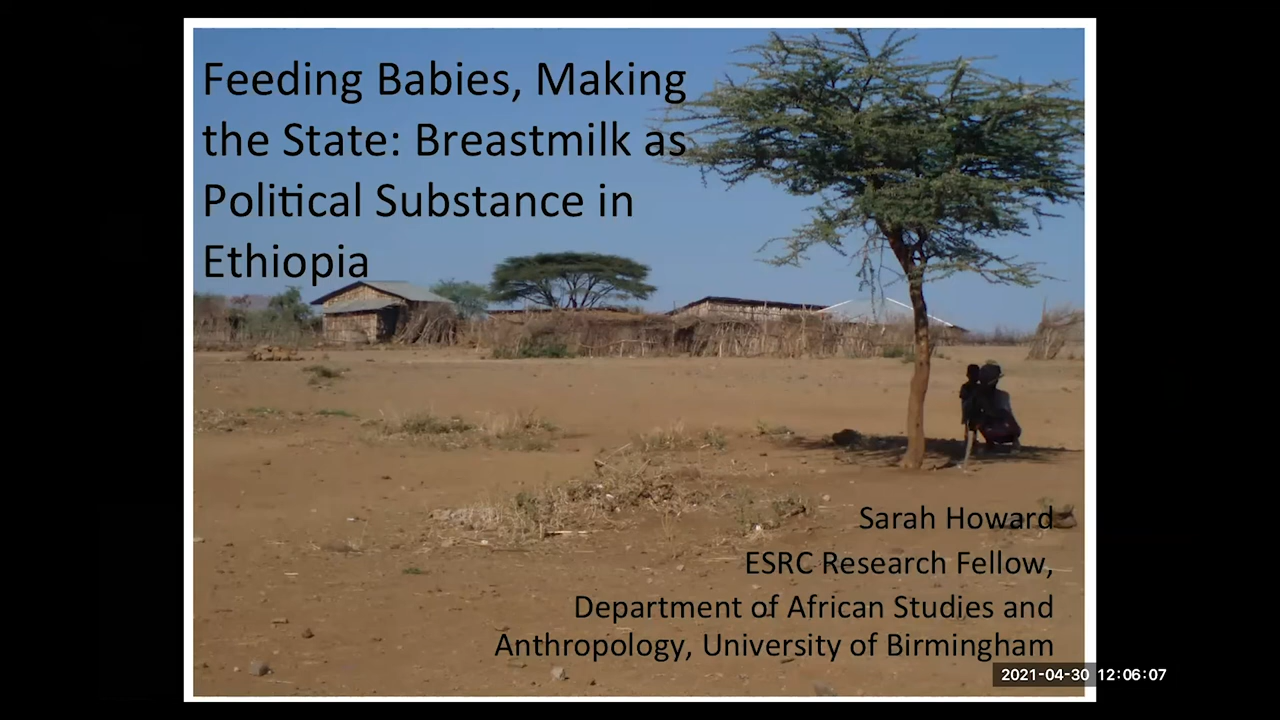 Feeding Babies, Making
the State: Breastmilk as
Political Substance in
Ethiopia
Sarah Howard
ESRC Research Fellow,
Department of African Studies and
Anthropology, University of Birmingham
2021-04-30 12:06:07